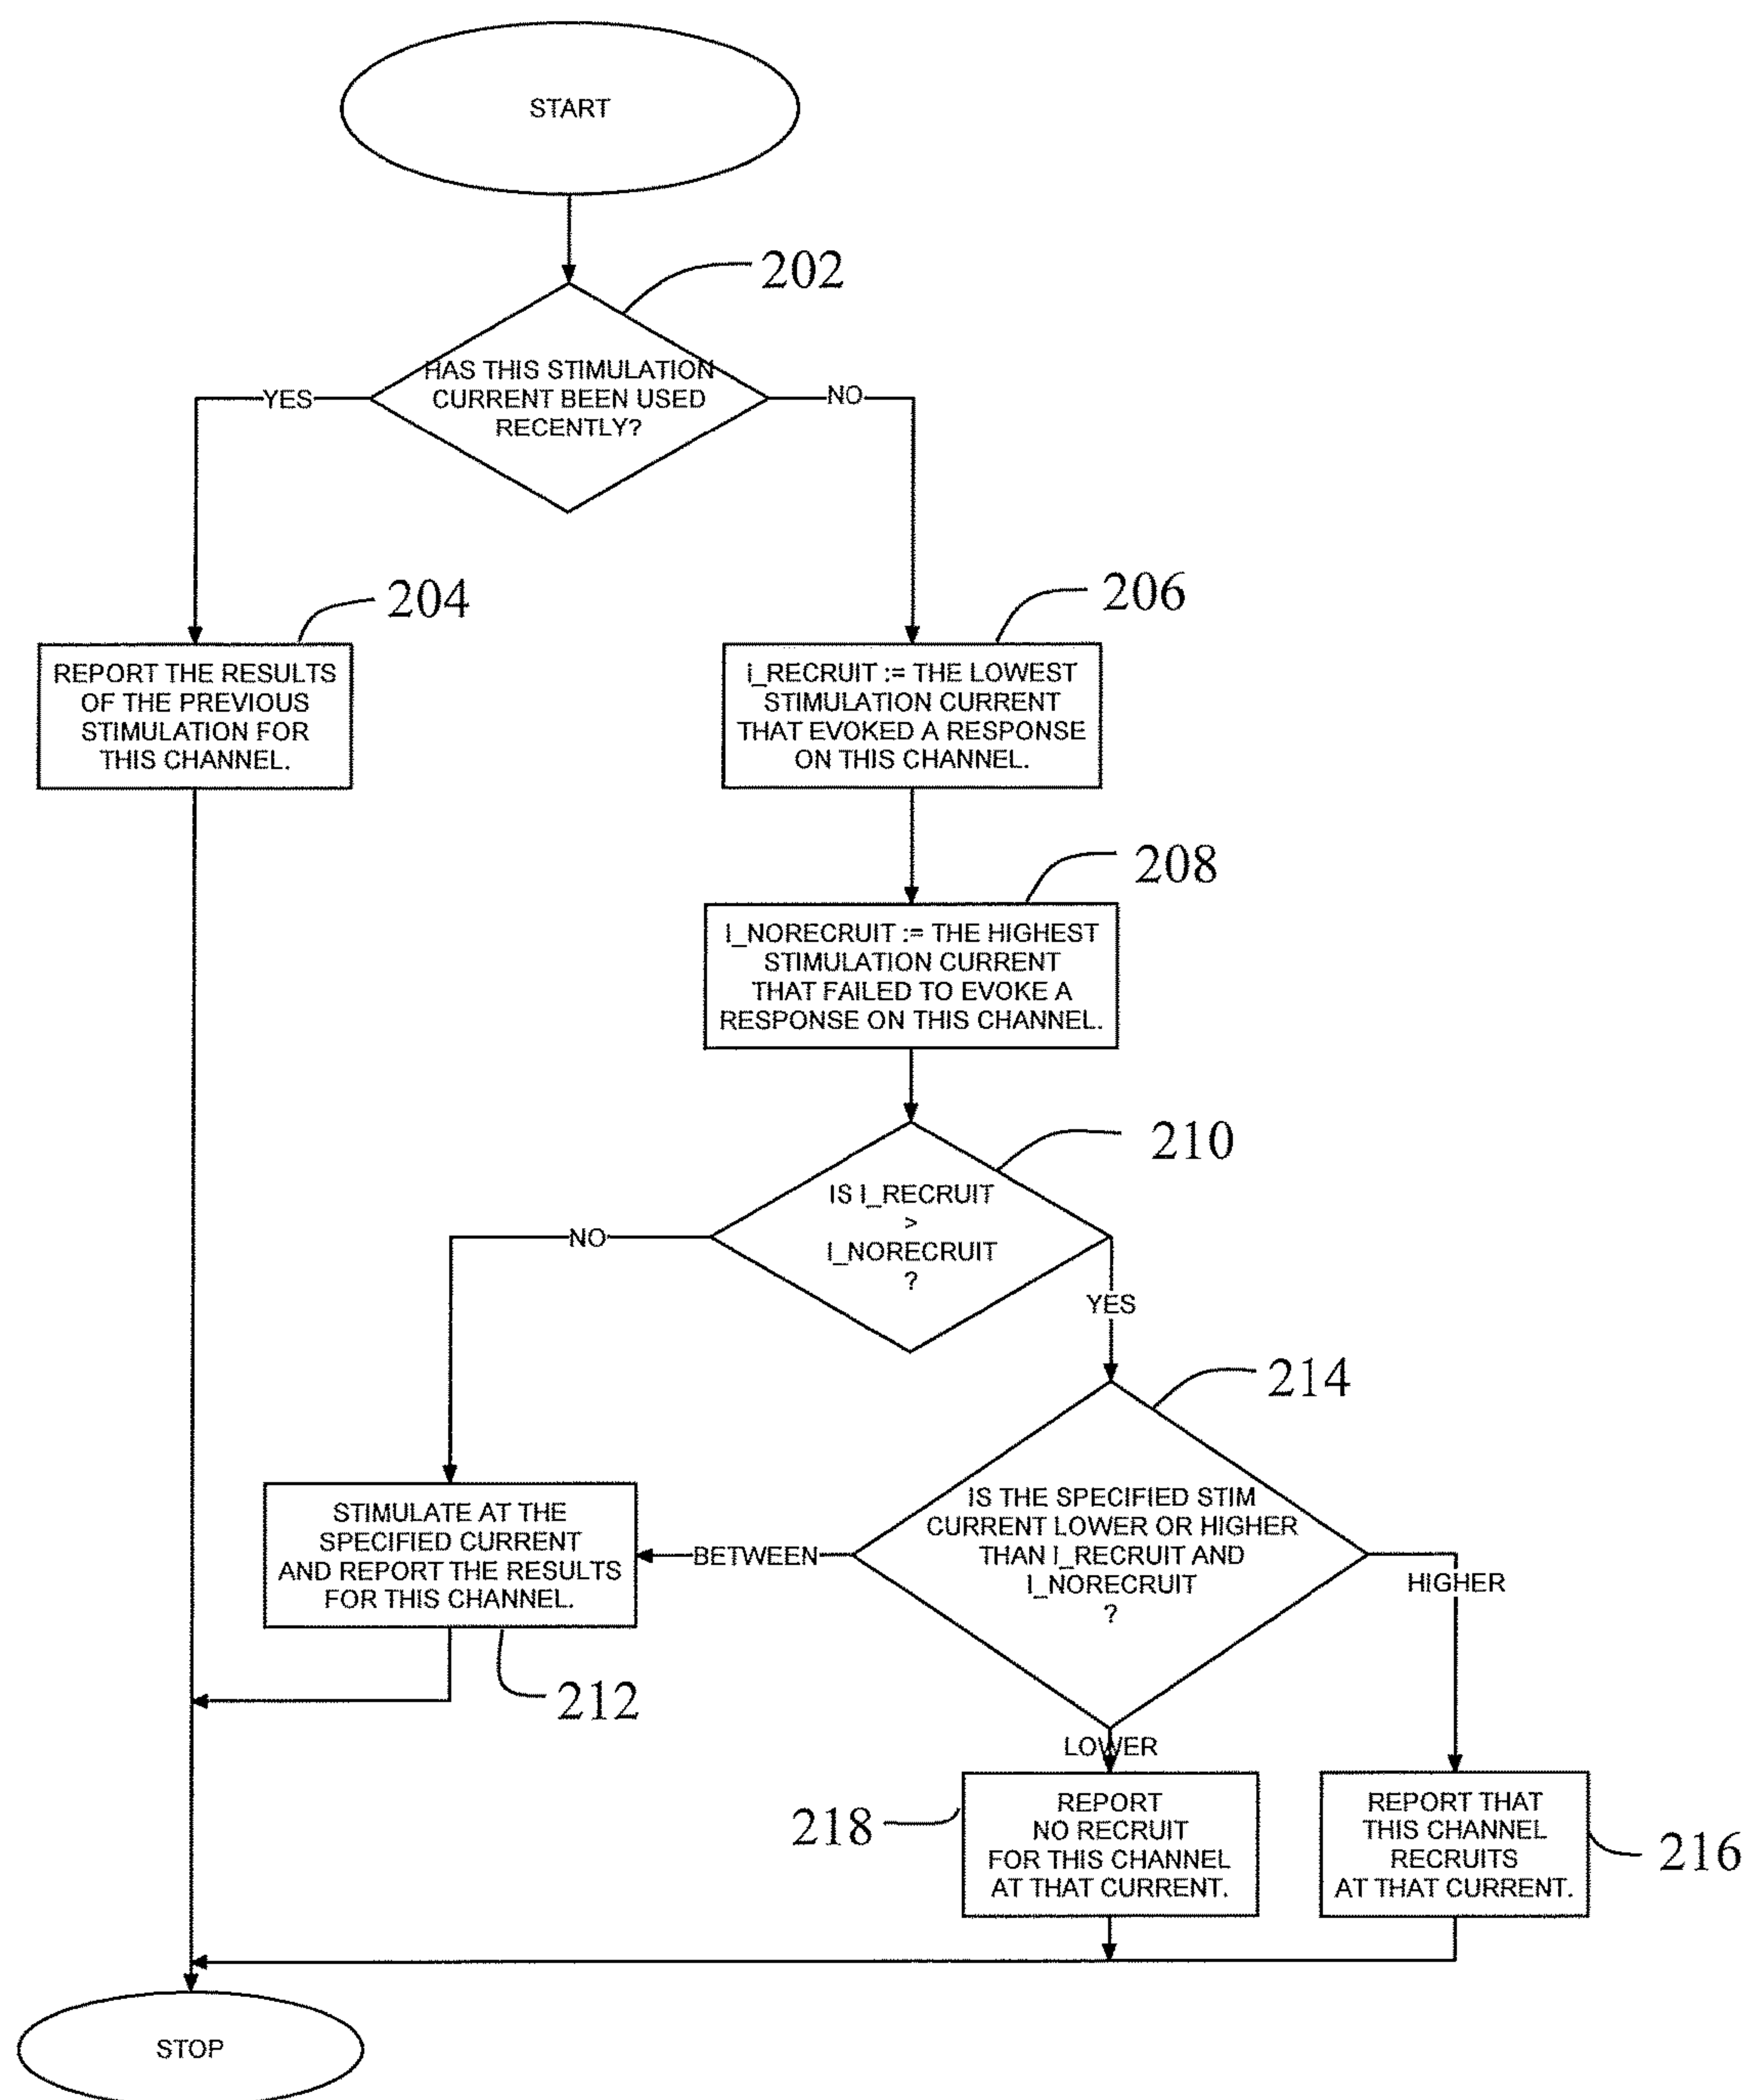 START
202
HAS THIS STIMULATION
CURRENT BEEN USED
RECENTLY?
YES
NO
204
206
REPORT THE RESULTS
OF THE PREVIOUS
STIMULATION FOR
THIS CHANNEL.
I_RECRUIT := THE LOWEST
STIMULATION CURRENT
THAT EVOKED A RESPONSE
ON THIS CHANNEL.
208
I_NORECRUIT := THE HIGHEST
STIMULATION CURRENT
THAT FAILED TO EVOKE A
RESPONSE ON THIS CHANNEL.
210
IS I_RECRUIT
>
I_NORECRUIT
?
NO
YES
214
STIMULATE AT THE
SPECIFIED CURRENT
AND REPORT THE RESULTS
FOR THIS CHANNEL.
BETWEEN
IS THE SPECIFIED STIM
CURRENT LOWER OR HIGHER
THAN I_RECRUIT AND
I_NORECRUIT
?
HIGHER
212
LOWER
218
REPORT
NO RECRUIT
FOR THIS CHANNEL
AT THAT CURRENT.
REPORT THAT
THIS CHANNEL
RECRUITS
AT THAT CURRENT.
216
STOP